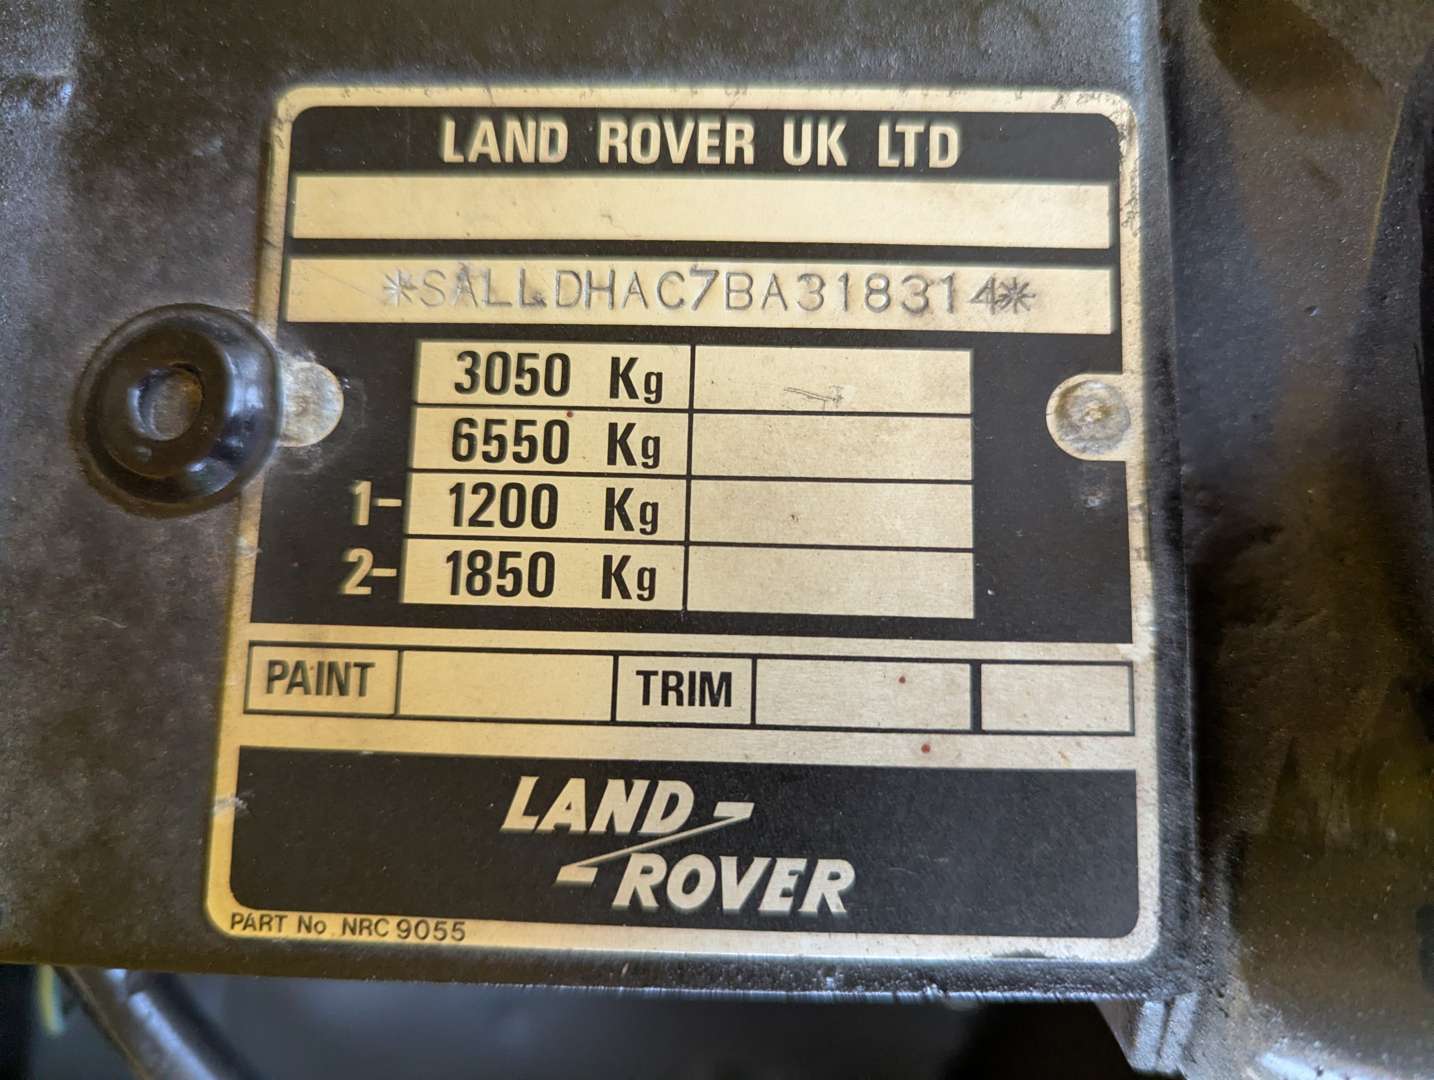 LAND ROVER UK LTD
*SALLDHAC7BA318314*
3050 Kg
6550 Kg
1- 1200 Kg
2- 1850 Kg
PAINT TRIM
LAND
ROVER
PART No NRC 9055